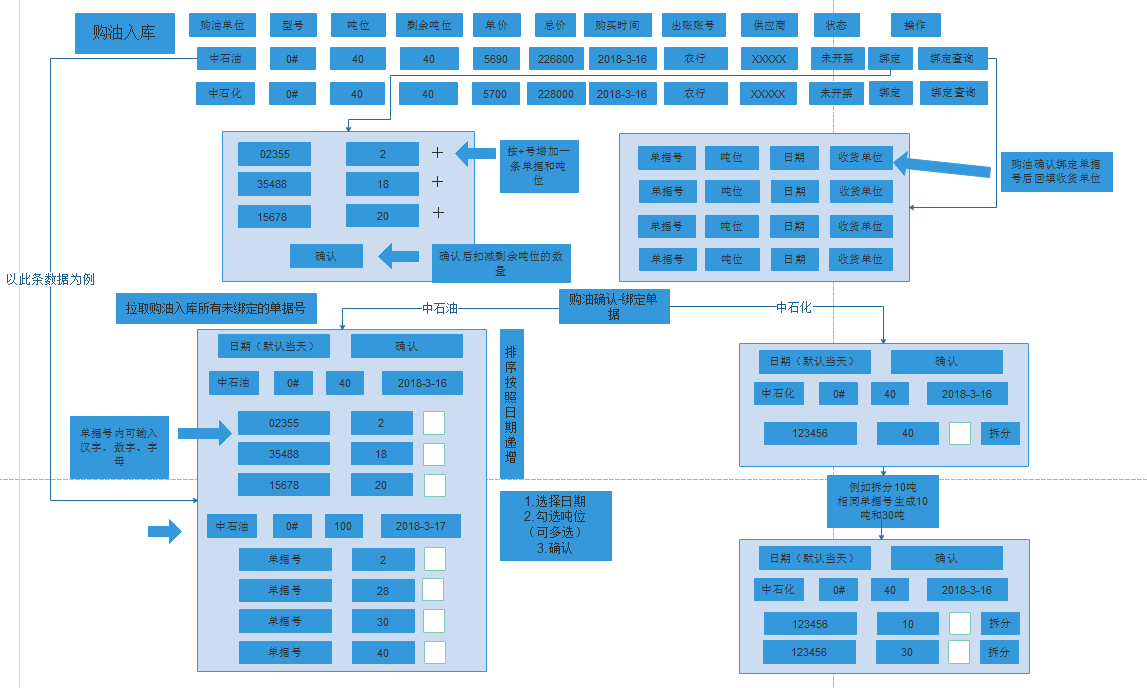 购油入库
购油单位 型号 吨位 剩余吨位 单价 总价 购买时间 出账账号 供应商 状态 操作
中石油 0# 40 40 5690 226800 2018-3-16 农行 XXXXX 未开票 绑定 绑定查询
中石化 0# 40 40 5700 228000 2018-3-16 农行 XXXXX 未开票 绑定 绑定查询
02355 2 +
35488 18 +
15678 20 +
确认
按+号增加一
条单据和吨
位
确认后扣减剩余吨位的数
量
单据号 吨位 日期 收货单位
单据号 吨位 日期 收货单位
单据号 吨位 日期 收货单位
单据号 吨位 日期 收货单位
购油确认绑定单据
号后回填收货单位
以此条数据为例
拉取购油入库所有未绑定的单据号
中石油
购油确认-绑定单
据
中石化
日期（默认当天） 确认
中石油 0# 40 2018-3-16
02355 2
35488 18
15678 20
中石油 0# 100 2018-3-17
单据号 2
单据号 28
单据号 30
单据号 40
单据号内可输入
汉字、数字、字
母
排
序
按
照
日
期
递
增
1.选择日期
2.勾选吨位
（可多选）
3.确认
日期（默认当天） 确认
中石化 0# 40 2018-3-16
123456 40 拆分
例如拆分10吨
相同单据号生成10
吨和30吨
日期（默认当天） 确认
中石化 0# 40 2018-3-16
123456 10 拆分
123456 30 拆分